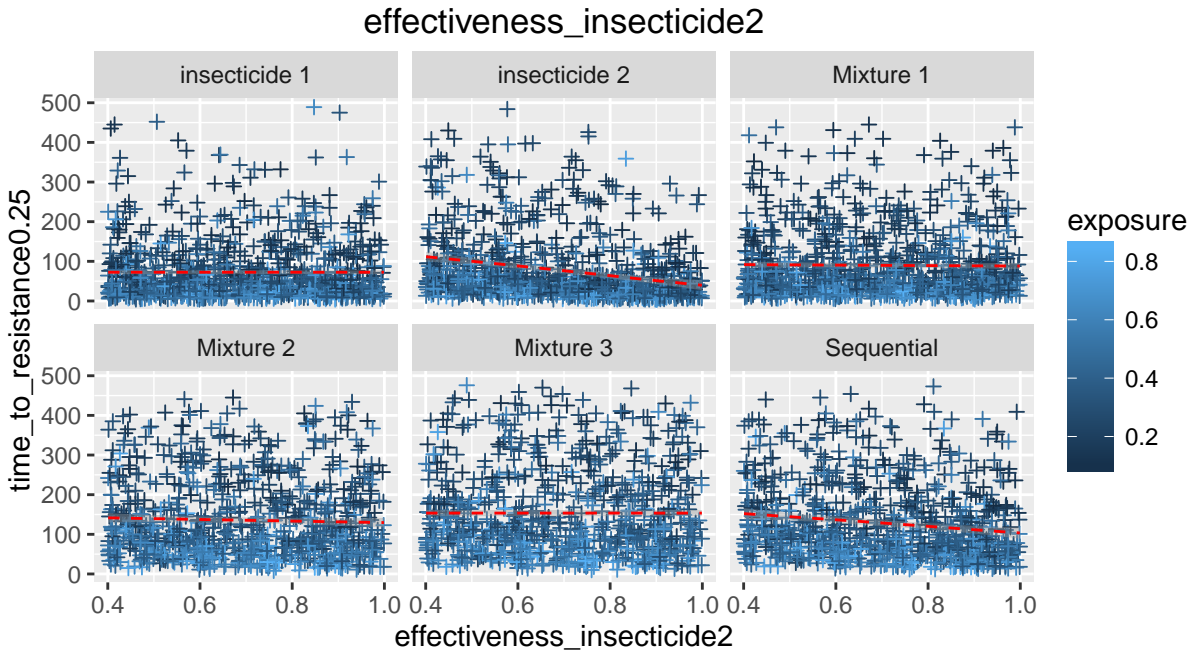 effectiveness_insecticide2
insecticide 1
insecticide 2
Mixture 1
500
400
300
200
100
0
Mixture 2
Mixture 3
Sequential
500
400
300
200
100
0
0.4
0.6
0.8
1.0
0.4
0.6
0.8
1.0
0.4
0.6
0.8
1.0
effectiveness_insecticide2
time_to_resistance0.25
exposure
0.8
0.6
0.4
0.2